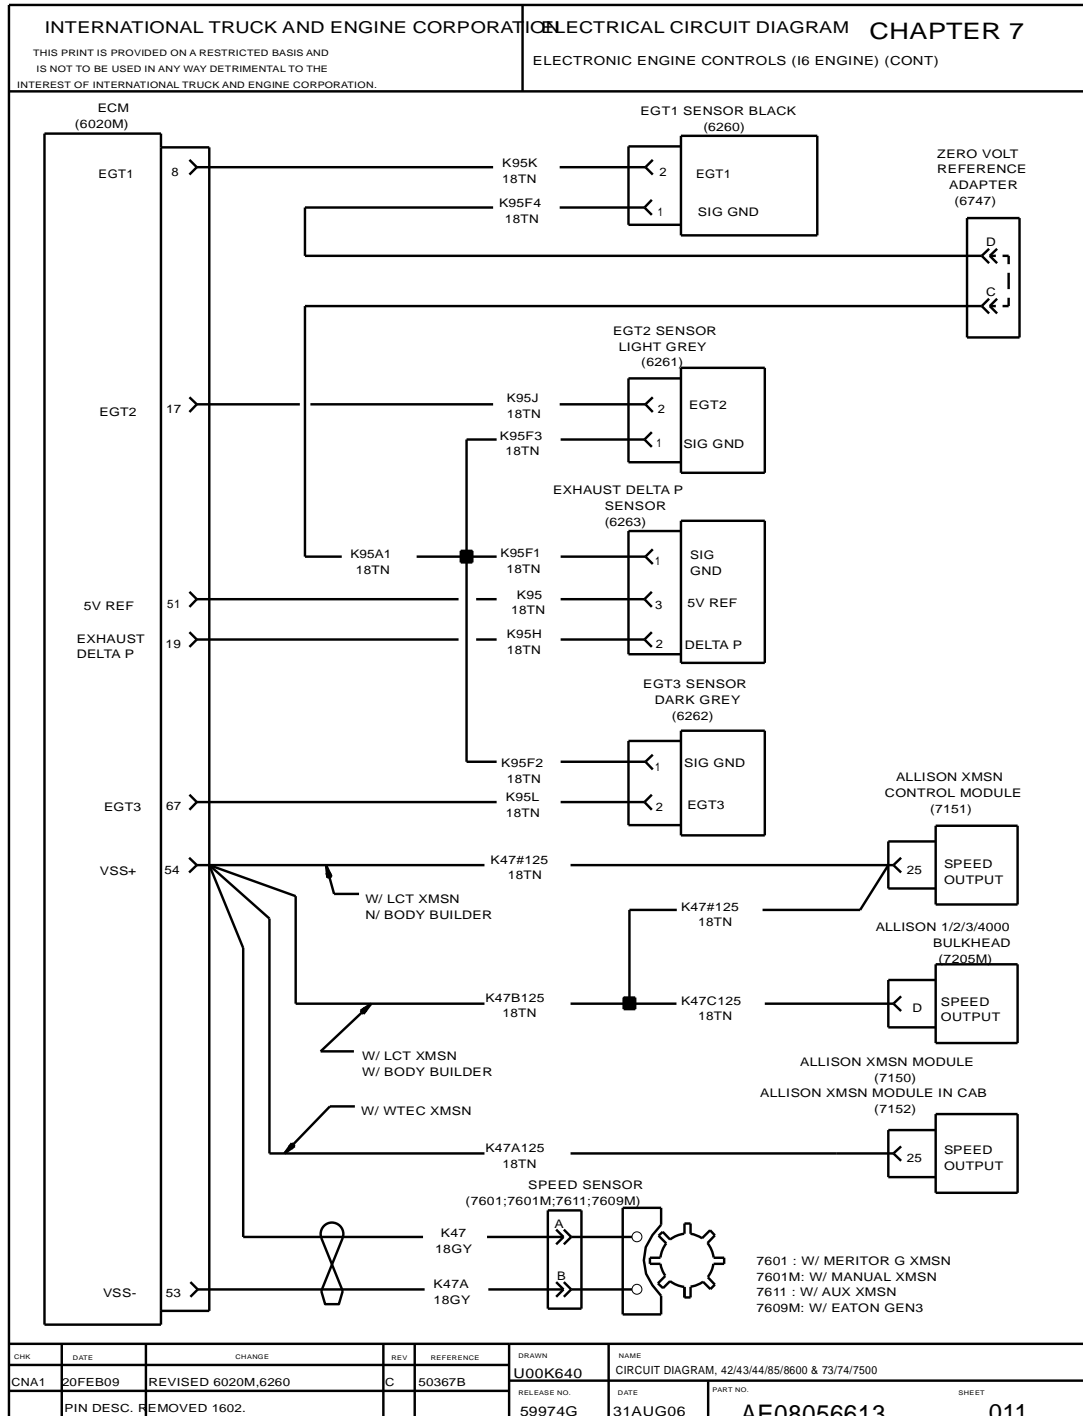 INTERNATIONAL TRUCK AND ENGINE CORPORATION
ELECTRICAL CIRCUIT DIAGRAM
CHAPTER 7
THIS PRINT IS PROVIDED ON A RESTRICTED BASIS AND
IS NOT TO BE USED IN ANY WAY DETRIMENTAL TO THE
INTEREST OF INTERNATIONAL TRUCK AND ENGINE CORPORATION.
ELECTRONIC ENGINE CONTROLS (I6 ENGINE) (CONT)
ECM
(6020M)
EGT1 SENSOR BLACK
(6260)
EGT1 8
K95K
18TN
2 EGT1
K95F4
18TN
1 SIG GND
ZERO VOLT
REFERENCE
ADAPTER
(6747)
D
C
EGT2 SENSOR
LIGHT GREY
(6261)
EGT2 17
K95J
18TN
2 EGT2
K95F3
18TN
1 SIG GND
EXHAUST DELTA P
SENSOR
(6263)
K95A1
18TN
K95F1
18TN
1 SIG
GND
5V REF 51
K95
18TN
3 5V REF
EXHAUST
DELTA P
19
K95H
18TN
2 DELTA P
EGT3 SENSOR
DARK GREY
(6262)
K95F2
18TN
1 SIG GND
EGT3 67
K95L
18TN
2 EGT3
ALLISON XMSN
CONTROL MODULE
(7151)
VSS+ 54
K47#125
18TN
25 SPEED
OUTPUT
W/ LCT XMSN
N/ BODY BUILDER
K47#125
18TN
ALLISON 1/2/3/4000
BULKHEAD
(7205M)
K47B125
18TN
K47C125
18TN
D SPEED
OUTPUT
W/ LCT XMSN
W/ BODY BUILDER
ALLISON XMSN MODULE
(7150)
ALLISON XMSN MODULE IN CAB
(7152)
W/ WTEC XMSN
K47A125
18TN
25 SPEED
OUTPUT
SPEED SENSOR
(7601;7601M;7611;7609M)
K47
18GY
A
VSS- 53
K47A
18GY
B
7601 : W/ MERITOR G XMSN
7601M: W/ MANUAL XMSN
7611 : W/ AUX XMSN
7609M: W/ EATON GEN3
CHK DATE CHANGE REV REFERENCE
CNA1 20FEB09 REVISED 6020M,6260 C 50367B
PIN DESC. REMOVED 1602.
DRAWN
U00K640
NAME
CIRCUIT DIAGRAM, 42/43/44/85/8600 & 73/74/7500
RELEASE NO.
59974G
DATE
31AUG06
PART NO.
AE08056613
SHEET
011